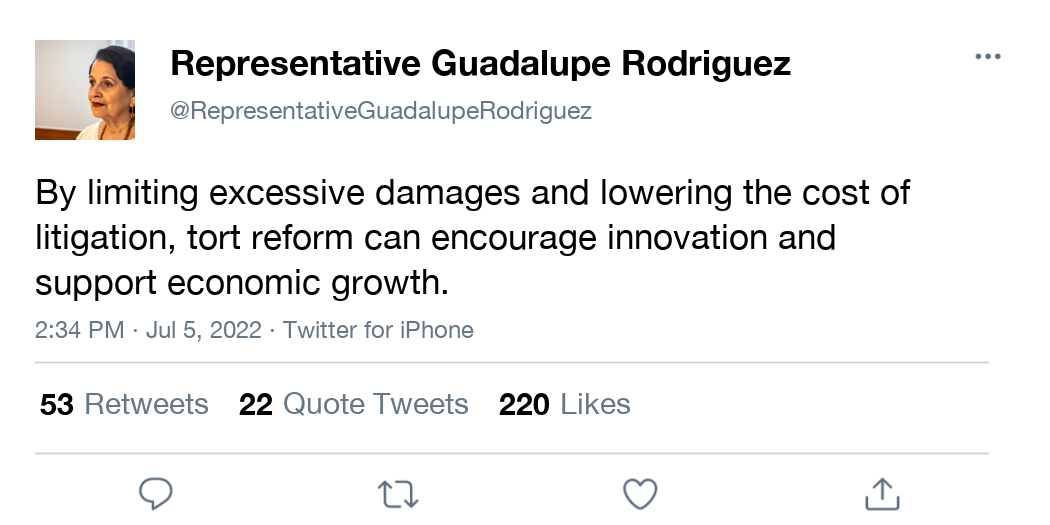 Representative Guadalupe Rodriguez
@RepresentativeGuadalupeRodriguez
By limiting excessive damages and lowering the cost of
litigation, tort reform can encourage innovation and
support economic growth.
2:34 PM · Jul 5, 2022 · Twitter for iPhone
53 Retweets 22 Quote Tweets 220 Likes